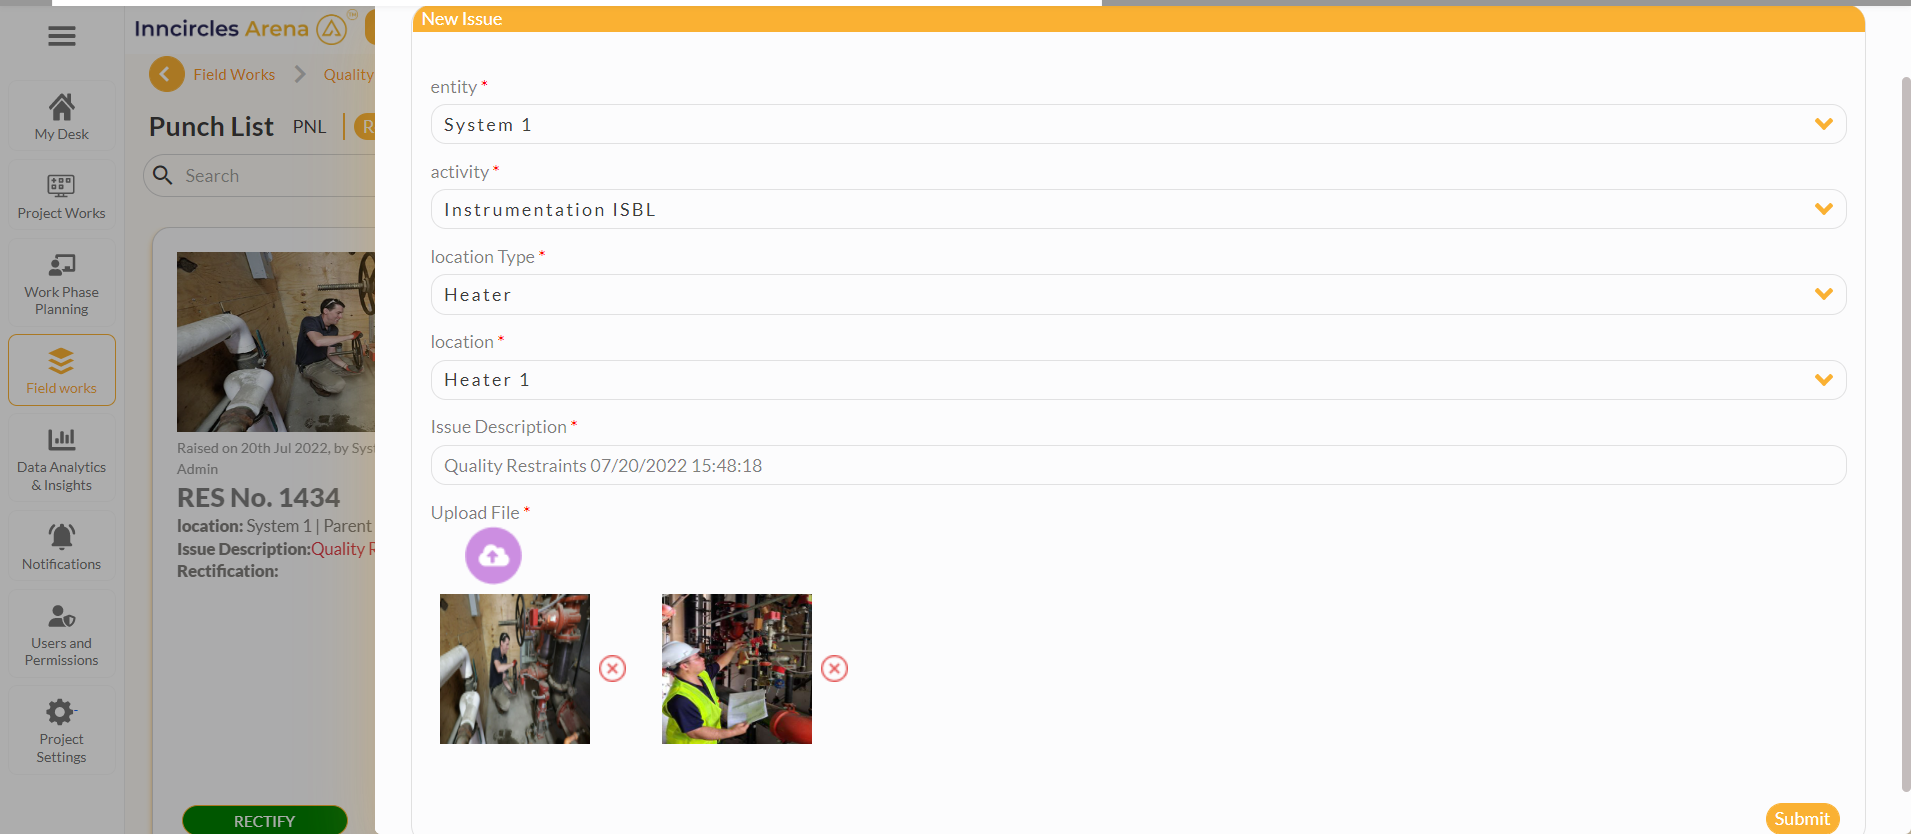 Inncircles Arena
My Desk
Project Works
Work Phase
Planning
Field works
Data Analytics
& Insights
Notifications
Users and
Permissions
Project
Settings
Field Works
Quality
Punch List
PNL
R
Search
Raised on 20th Jul 2022, by
Admin
RES No. 1434
location: System 1 | Parent
Issue Description:Quality
Rectification:
RECTIFY
New Issue
entity *
System 1
activity *
Instrumentation ISBL
location Type *
Heater
location *
Heater 1
Issue Description *
Quality Restraints 07/20/2022 15:48:18
Upload File *
Submit